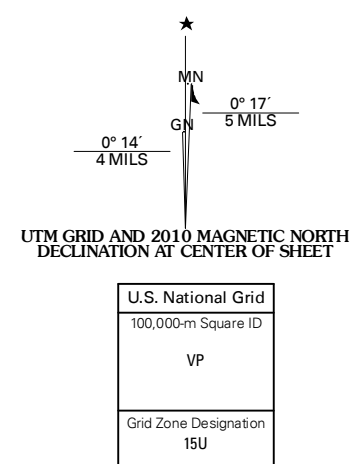 ★
MN
0° 17´
5 MILS
GN
0° 14´
4 MILS
UTM GRID AND 2010 MAGNETIC NORTH
DECLINATION AT CENTER OF SHEET
U.S. National Grid
100,000-m Square ID
VP
Grid Zone Designation
15U